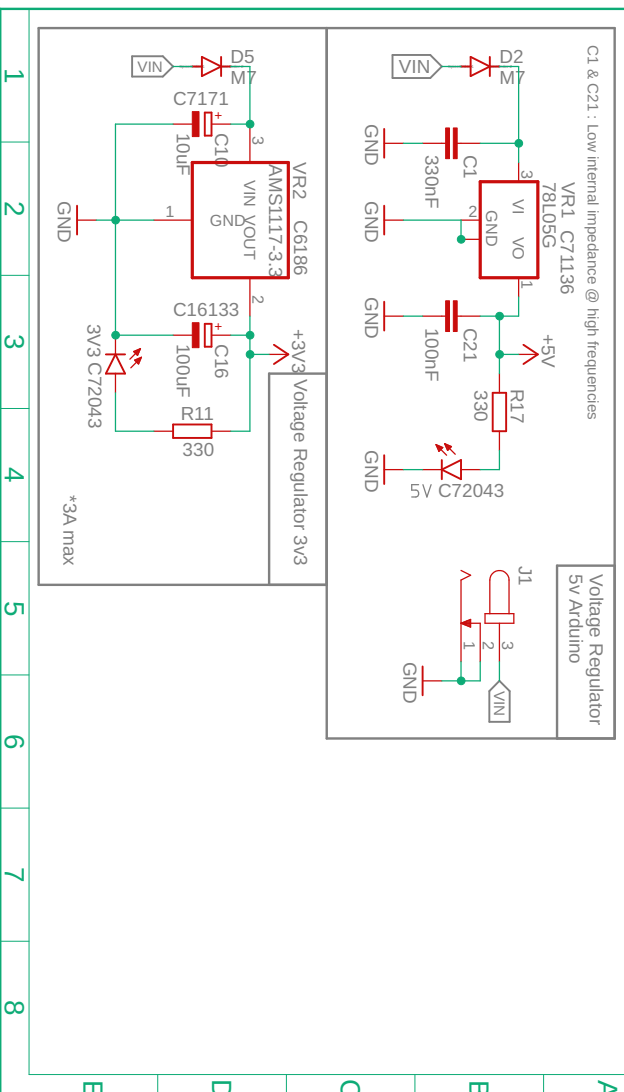 C1 & C21 : Low internal impedance @ high frequencies
VIN
D2
M7
GND
C1
330nF
VR1 C71136
78L05G
3
VI
GND
2
GND
VO
1
GND
C21
100nF
+5V
R17
330
GND
5V C72043
J1
1
2
3
GND
VIN
Voltage Regulator
5v Arduino
VIN
D5
M7
C7171
C10
10uF
+
3
VR2 C6186
AMS1117-3.3
VIN
GND
VOUT
1
GND
2
C16133
C16
100uF
+
+3V3
3V3 C72043
R11
330
*3A max
Voltage Regulator 3v3
1
2
3
4
5
6
7
8
A
B
C
D
E